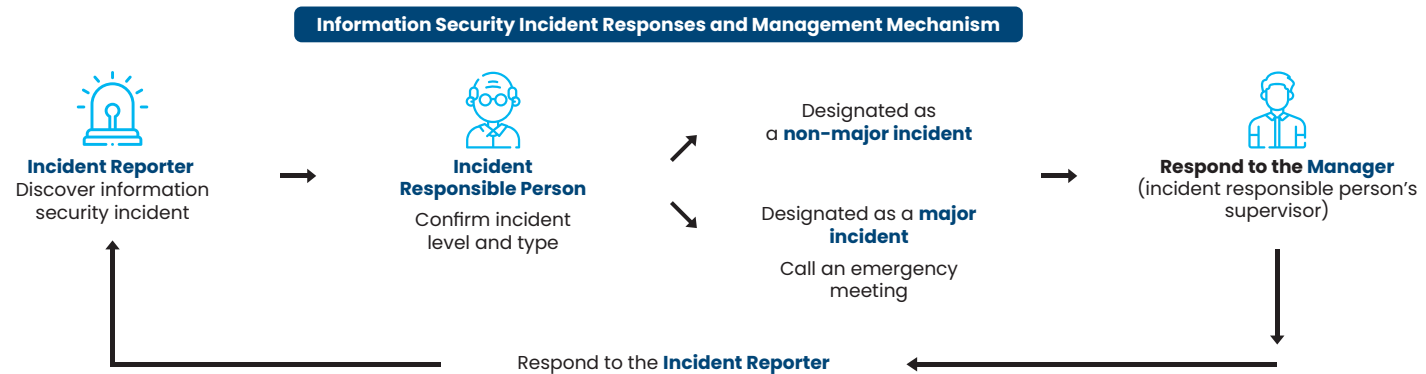 Information Security Incident Responses and Management Mechanism
Incident Reporter
Discover information
security incident
Incident
Responsible Person
Confirm incident
level and type
Designated as
a non-major incident
Designated as a major
incident
Call an emergency
meeting
Respond to the Manager
(incident responsible person’s
supervisor)
Respond to the Incident Reporter